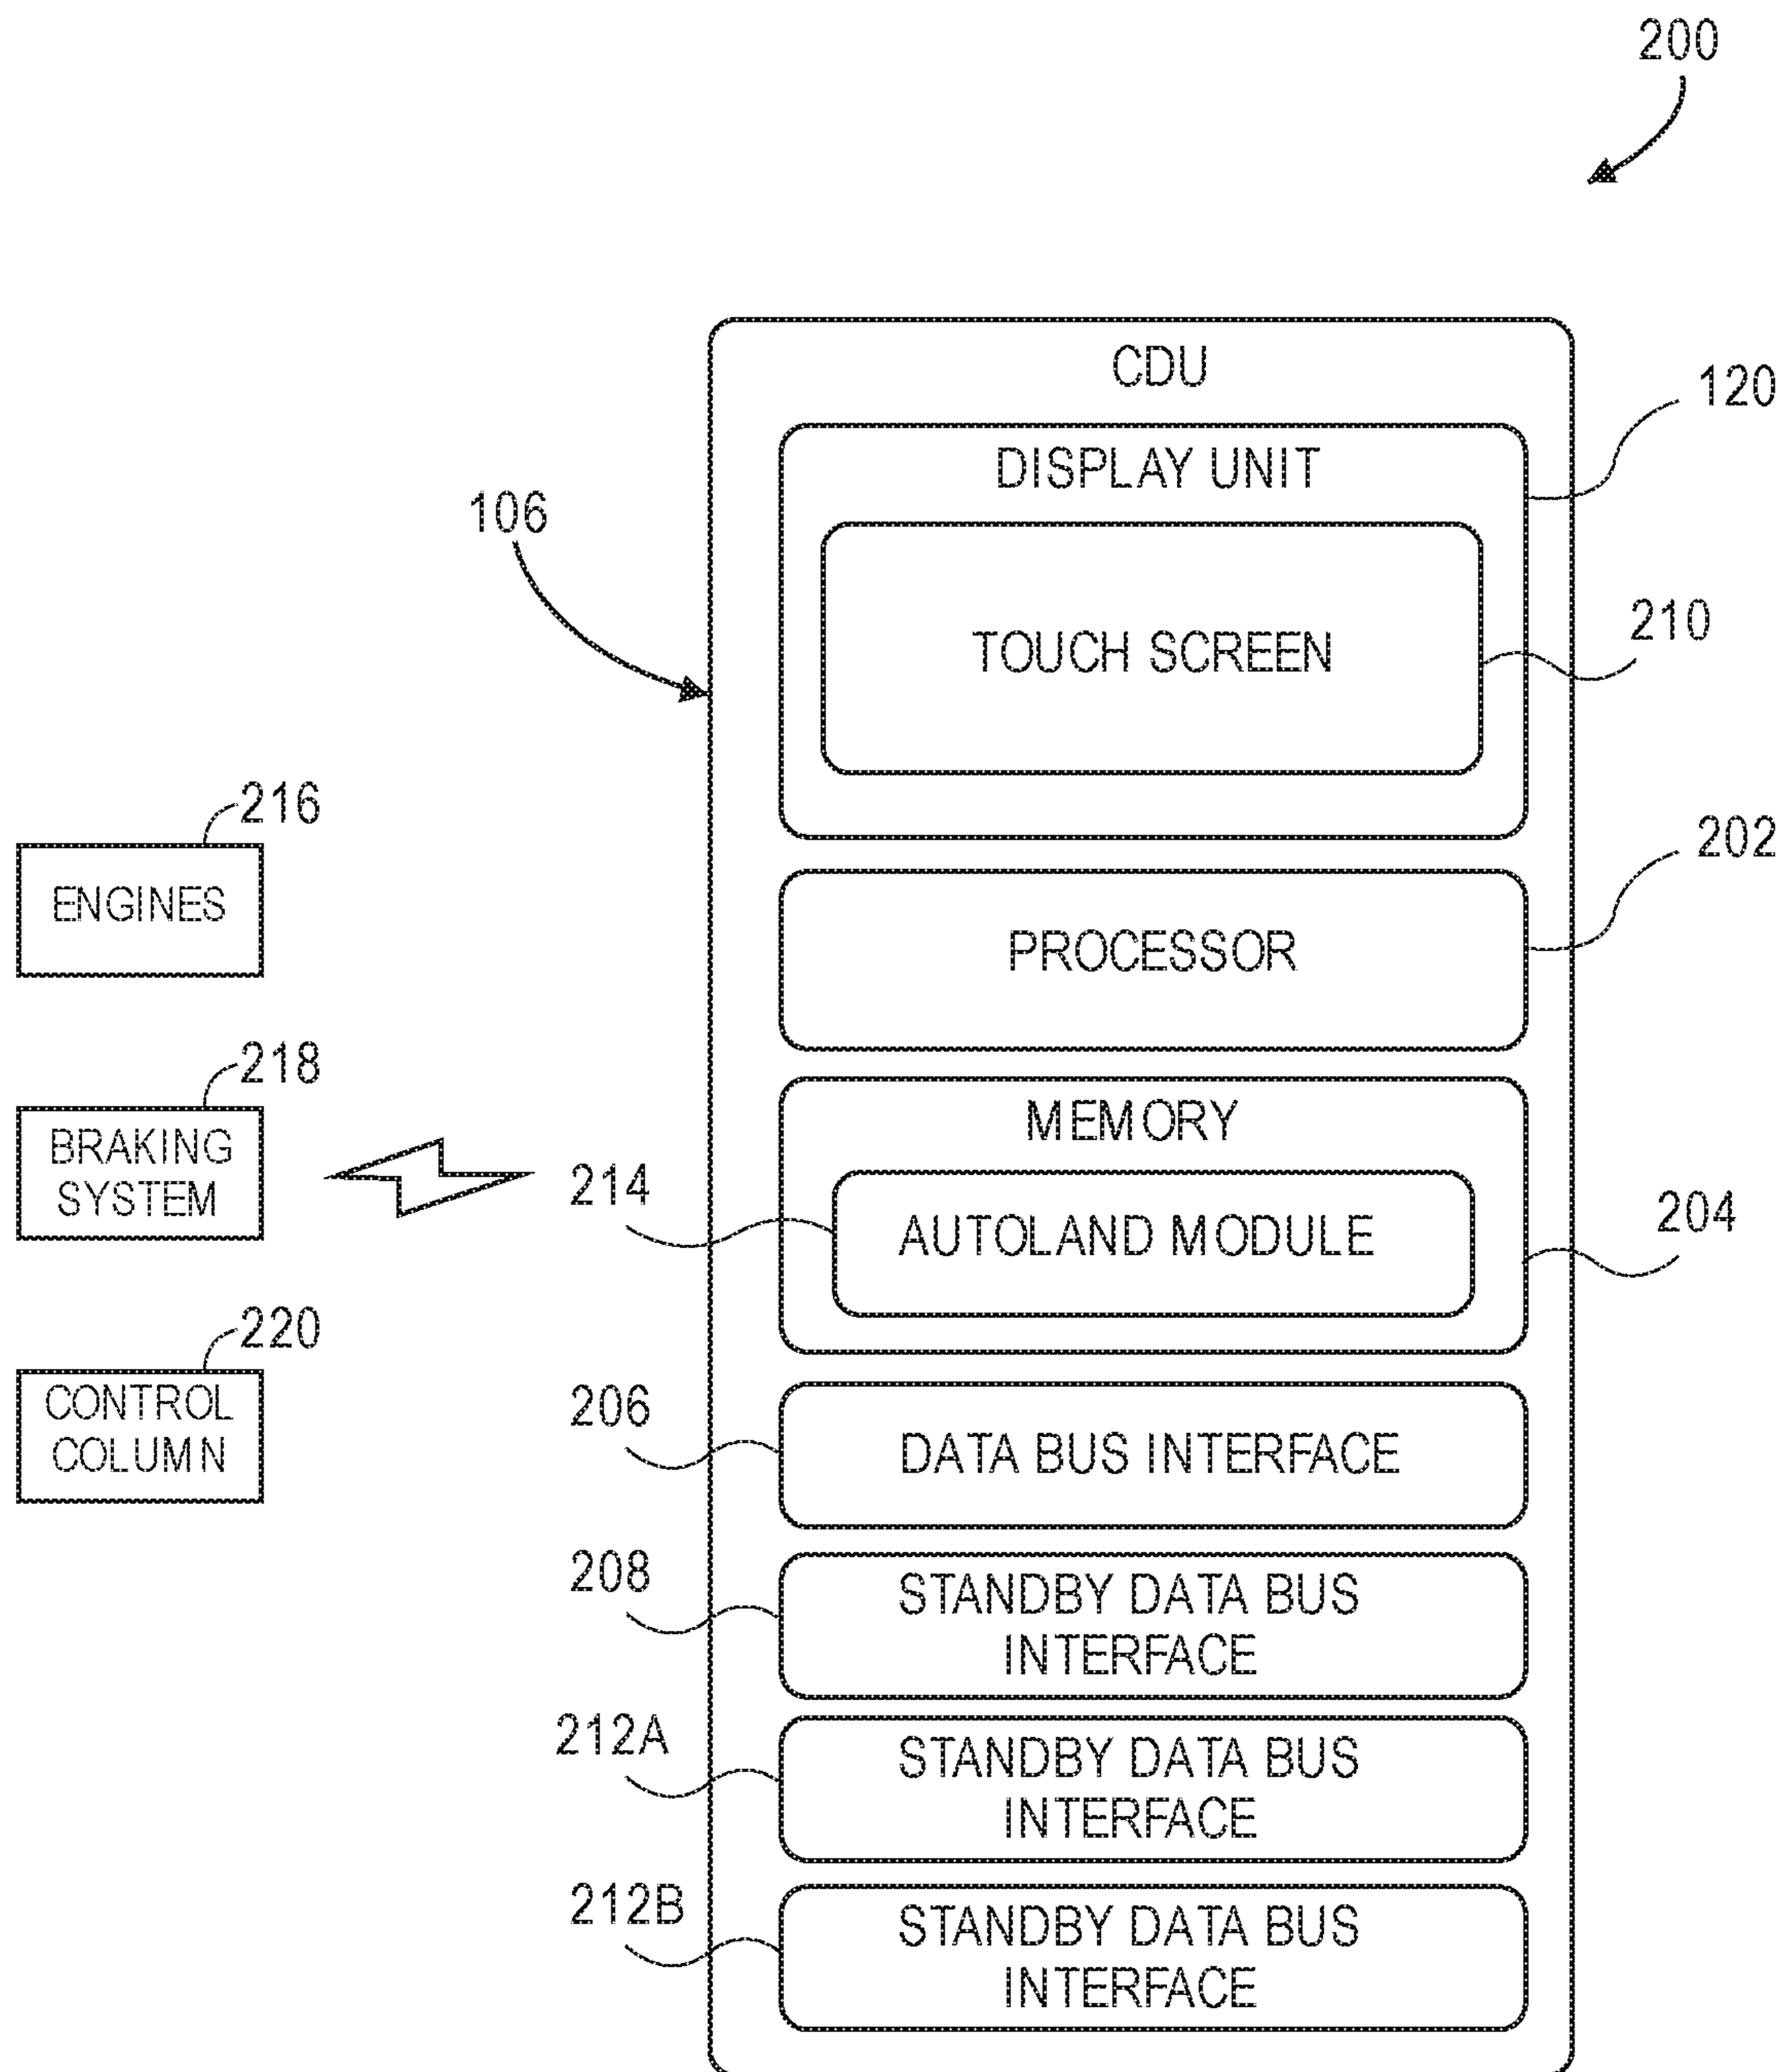 200
CDU
120
DISPLAY UNIT
106
210
TOUCH SCREEN
216
202
ENGINES
PROCESSOR
218
MEMORY
BRAKING
SYSTEM
214
204
AUTOLAND MODULE
220
CONTROL
COLUMN
206
DATA BUS INTERFACE
208
STANDBY DATA BUS
INTERFACE
212A
STANDBY DATA BUS
INTERFACE
212B
STANDBY DATA BUS
INTERFACE